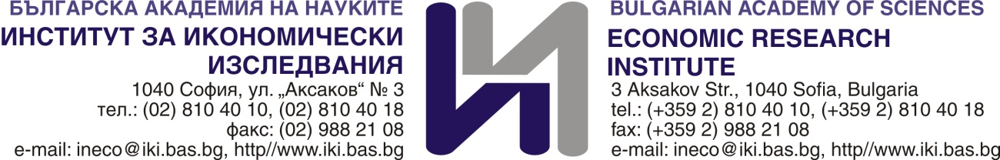 БЪЛГАРСКА АКАДЕМИЯ НА НАУКИТЕ
ИНСТИТУТ ЗА ИКОНОМИЧЕСКИ
ИЗСЛЕДВАНИЯ
1040 София, ул. „Аксаков“ № 3
тел.: (02) 810 40 10, (02) 810 40 18
факс: (02) 988 21 08
e-mail: ineco@iki.bas.bg, http//www.iki.bas.bg
BULGARIAN ACADEMY OF SCIENCES
ECONOMIC RESEARCH
INSTITUTE
3 Aksakov Str., 1040 Sofia, Bulgaria
tel.: (+359 2) 810 40 10, (+359 2) 810 40 18
fax: (+359 2) 988 21 08
e-mail: ineco@iki.bas.bg, http//www.iki.bas.bg